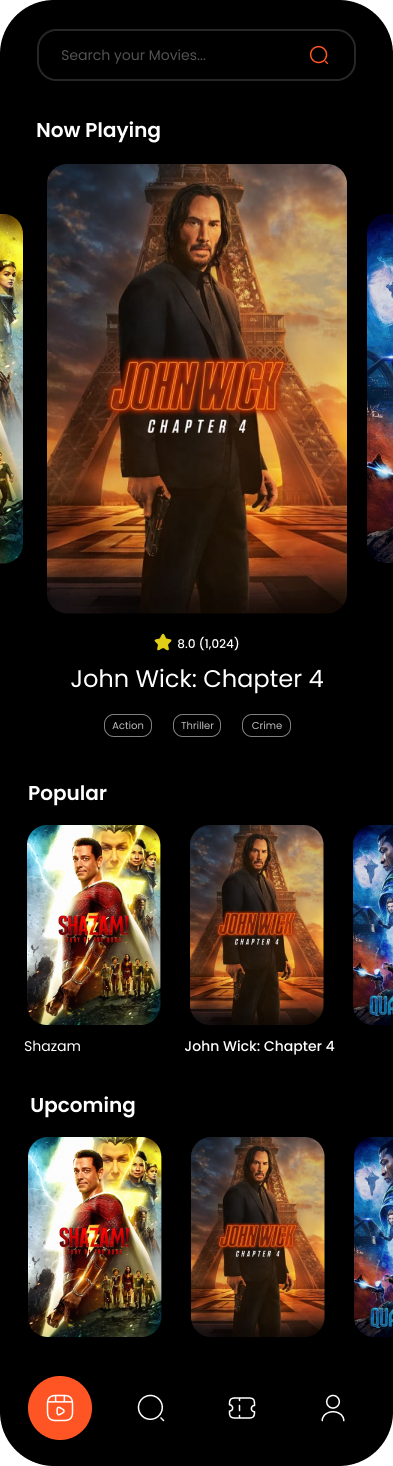 Search your Movies...
Now Playing
JOHN WICK
CHAPTER 4
8.0 (1,024)
John Wick: Chapter 4
Action Thriller Crime
Popular
SHAZAM!
JOHN WICK
CHAPTER 4
QUA
Shazam
John Wick: Chapter 4
Upcoming
SHAZAM!
JOHN WICK
CHAPTER 4
QUA